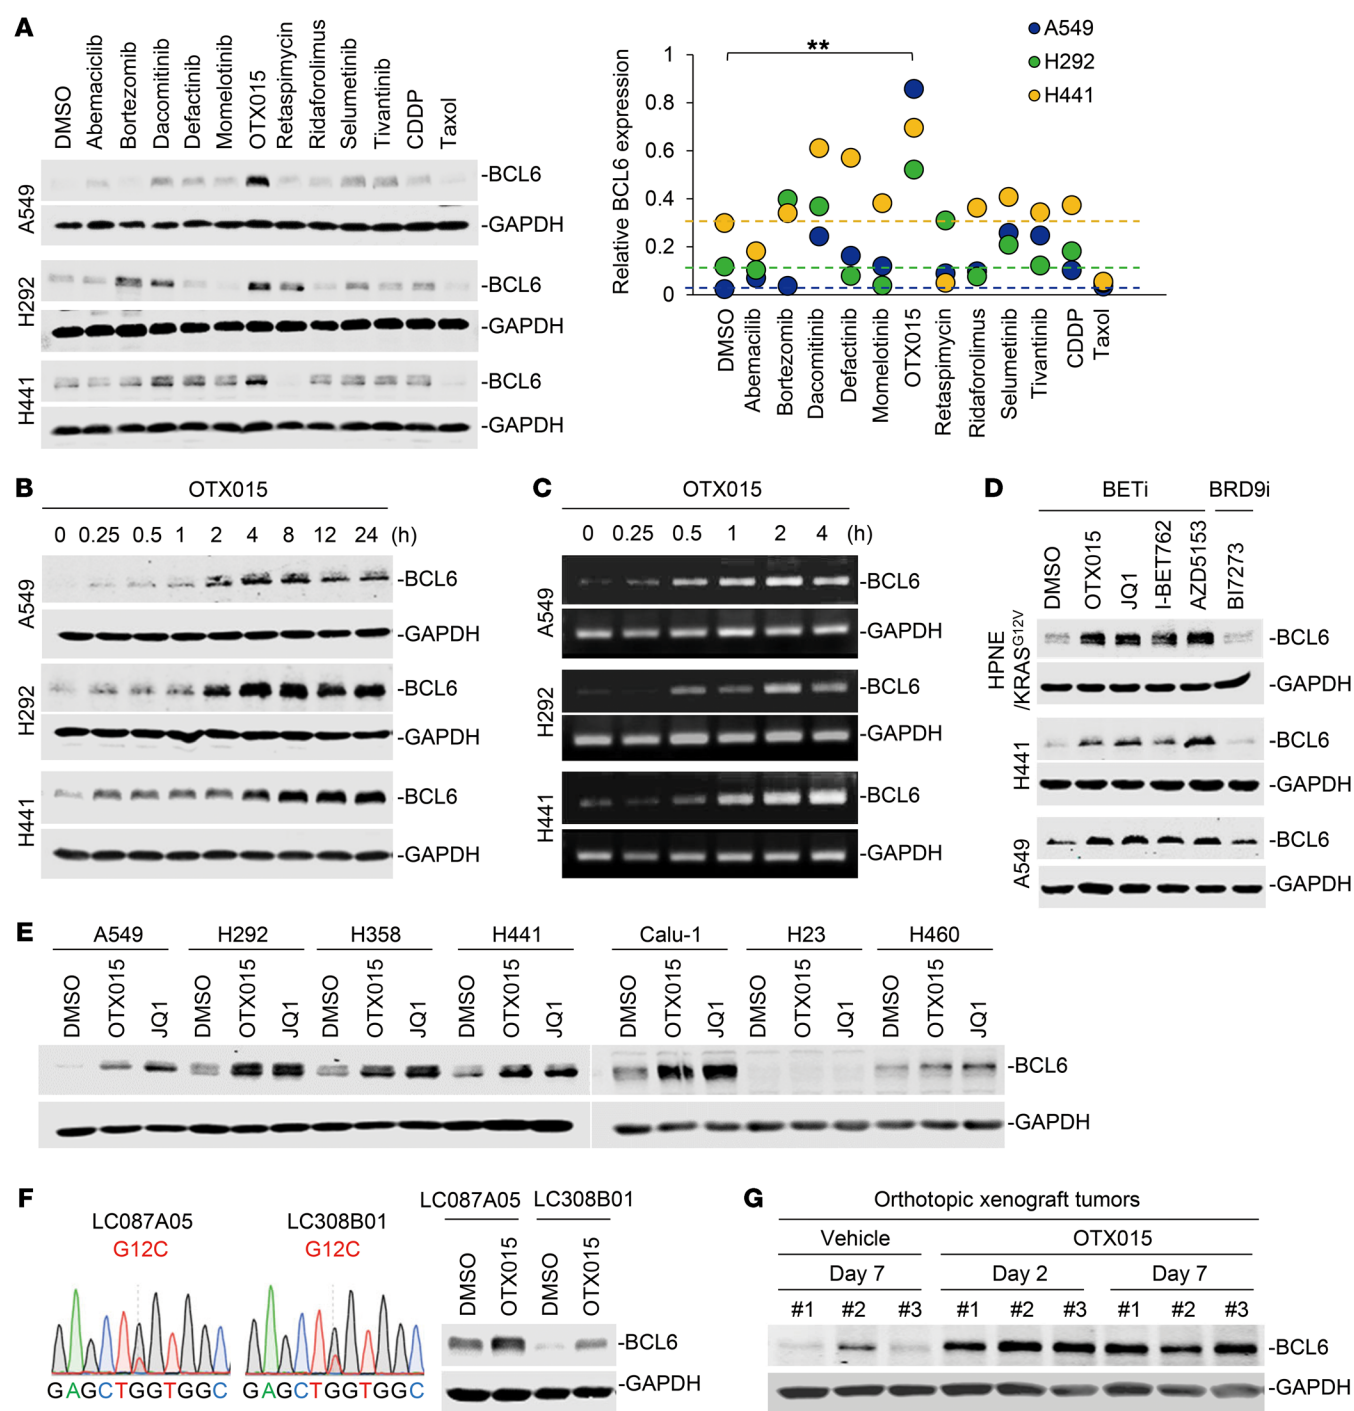 A
DMSO
Abemaciclib
Bortezomib
Dacomitinib
Defactinib
Momelotinib
OTX015
Retaspimycin
Ridaforolimus
Selumetinib
Tivantinib
CDDP
Taxol
A549
-BCL6
-GAPDH
H292
-BCL6
-GAPDH
H441
-BCL6
-GAPDH
A549
H292
H441
**
Relative BCL6 expression
1
0.8
0.6
0.4
0.2
0
DMSO
Abemacilib
Bortezomib
Dacomitinib
Defactinib
Momelotinib
OTX015
Retaspimycin
Ridaforolimus
Selumetinib
Tivantinib
CDDP
Taxol
B
OTX015
0 0.25 0.5 1 2 4 8 12 24 (h)
A549
-BCL6
-GAPDH
H292
-BCL6
-GAPDH
H441
-BCL6
-GAPDH
C
OTX015
0 0.25 0.5 1 2 4 (h)
A549
-BCL6
-GAPDH
H292
-BCL6
-GAPDH
H441
-BCL6
-GAPDH
D
BETi BRD9i
DMSO
OTX015
JQ1
I-BET762
AZD5153
BI7273
HPNE
/KRASG12V
-BCL6
-GAPDH
H441
-BCL6
-GAPDH
A549
-BCL6
-GAPDH
E
A549 H292 H358 H441 Calu-1 H23 H460
DMSO
OTX015
JQ1
DMSO
OTX015
JQ1
DMSO
OTX015
JQ1
DMSO
OTX015
JQ1
DMSO
OTX015
JQ1
DMSO
OTX015
JQ1
DMSO
OTX015
JQ1
-BCL6
-GAPDH
F
LC087A05
G12C
GAGCTGGTGGC
LC308B01
G12C
GAGCTGGTGGC
LC087A05 LC308B01
DMSO
OTX015
DMSO
OTX015
-BCL6
-GAPDH
G
Orthotopic xenograft tumors
Vehicle OTX015
Day 7 Day 2 Day 7
#1 #2 #3 #1 #2 #3 #1 #2 #3
-BCL6
-GAPDH